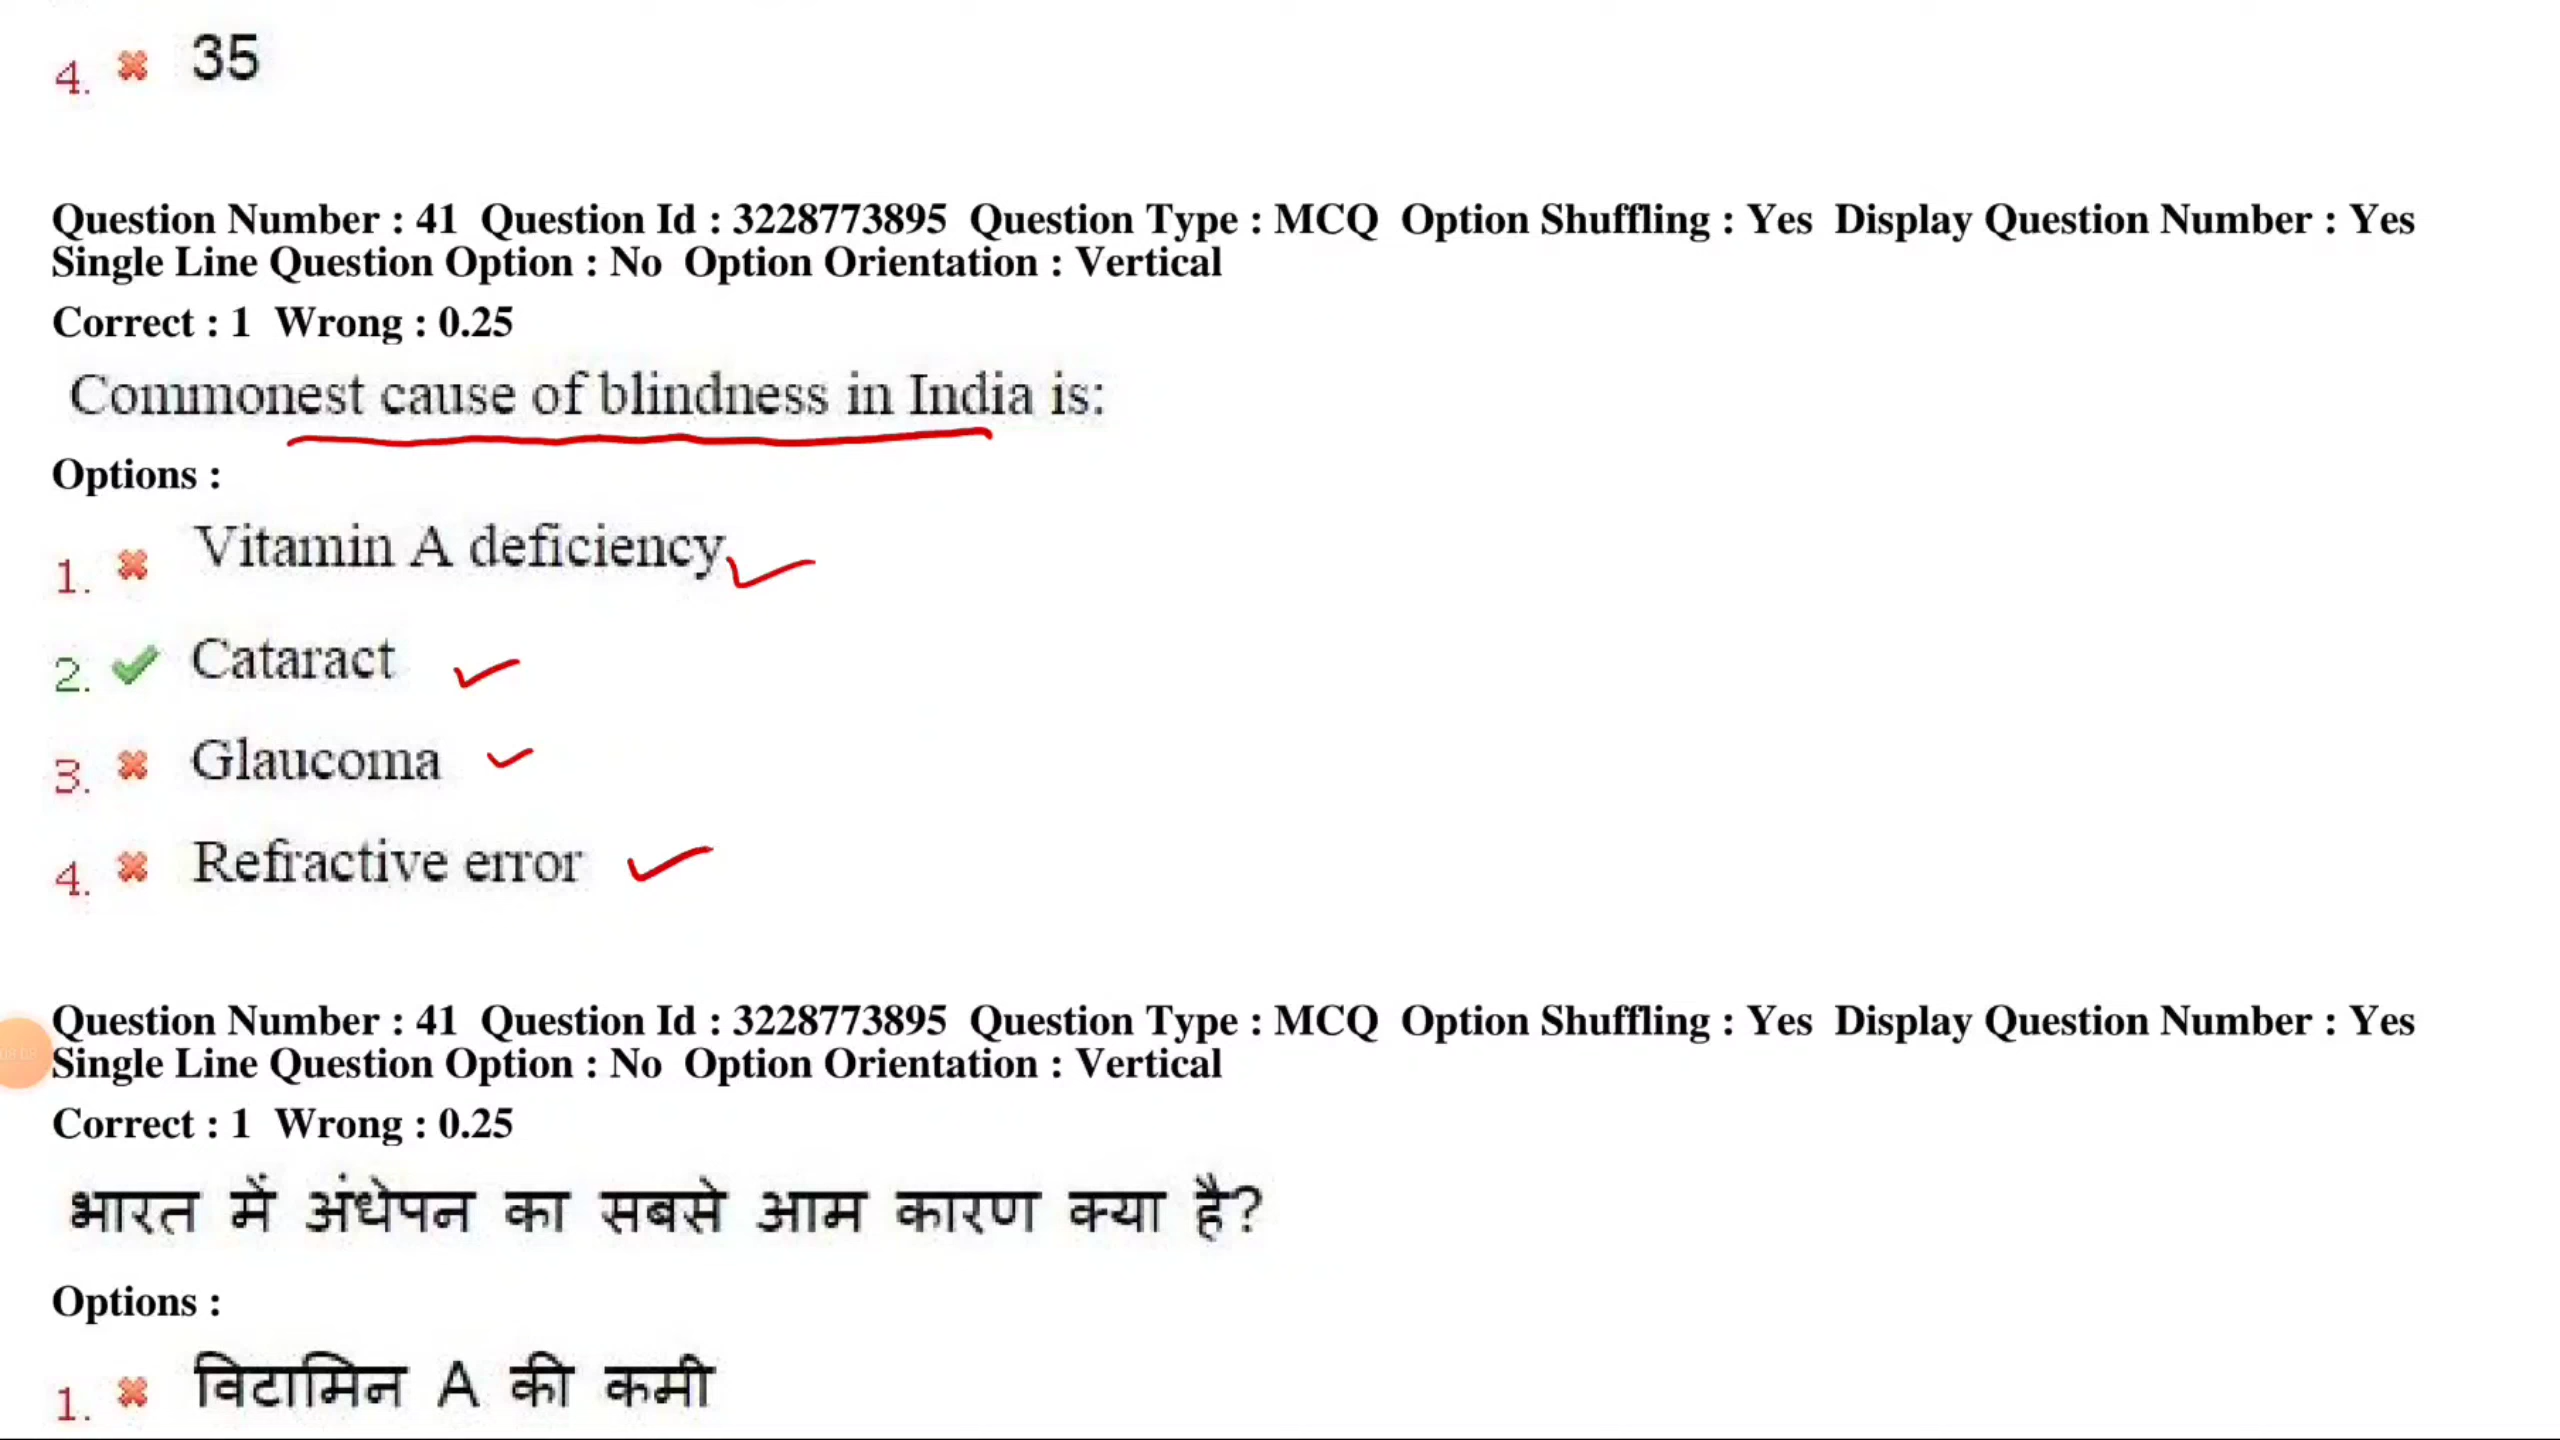 4. 35
Question Number : 41 Question Id : 3228773895 Question Type : MCQ Option Shuffling : Yes Display Question Number : Yes
Single Line Question Option : No Option Orientation : Vertical
Correct : 1 Wrong : 0.25
Commonest cause of blindness in India is:
Options :
1. Vitamin A deficiency
2. Cataract
3. Glaucoma
4. Refractive error
Question Number : 41 Question Id : 3228773895 Question Type : MCQ Option Shuffling : Yes Display Question Number : Yes
Single Line Question Option : No Option Orientation : Vertical
Correct : 1 Wrong : 0.25
भारत में अंधेपन का सबसे आम कारण क्या है?
Options :
1. विटामिन A की कमी